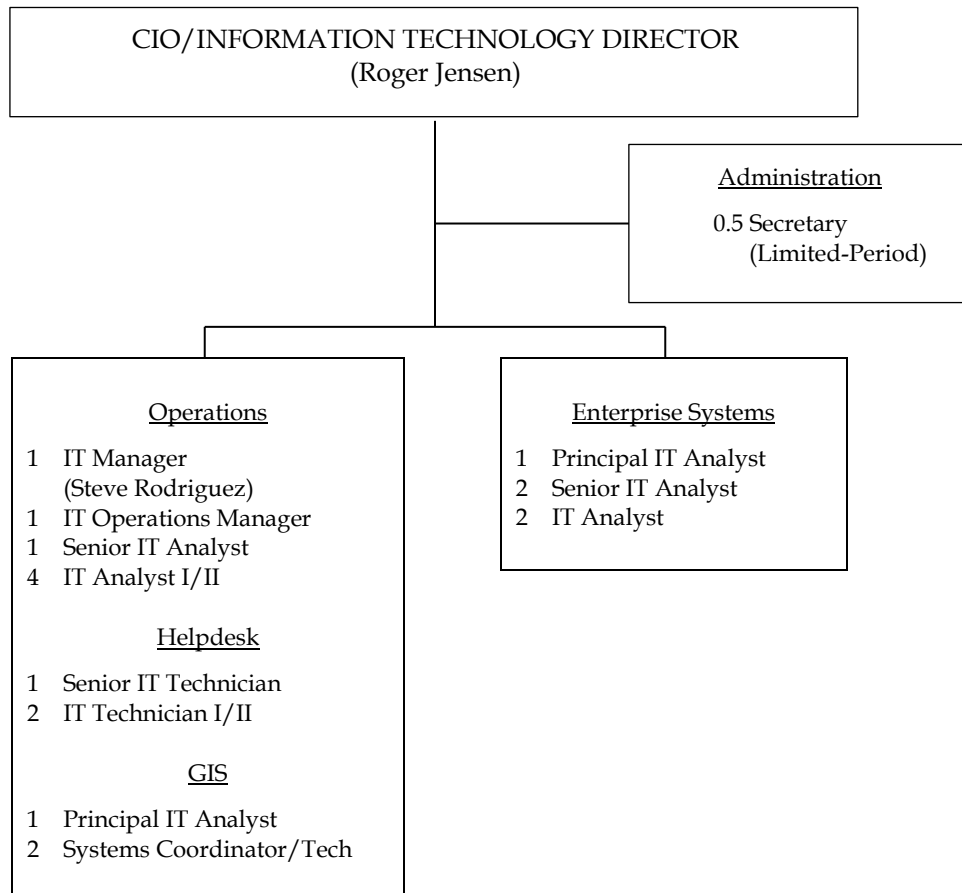 CIO/INFORMATION TECHNOLOGY DIRECTOR
(Roger Jensen)
Administration
0.5 Secretary
(Limited-Period)
Operations
1 IT Manager
(Steve Rodriguez)
1 IT Operations Manager
1 Senior IT Analyst
4 IT Analyst I/II
Helpdesk
1 Senior IT Technician
2 IT Technician I/II
GIS
1 Principal IT Analyst
2 Systems Coordinator/Tech
Enterprise Systems
1 Principal IT Analyst
2 Senior IT Analyst
2 IT Analyst